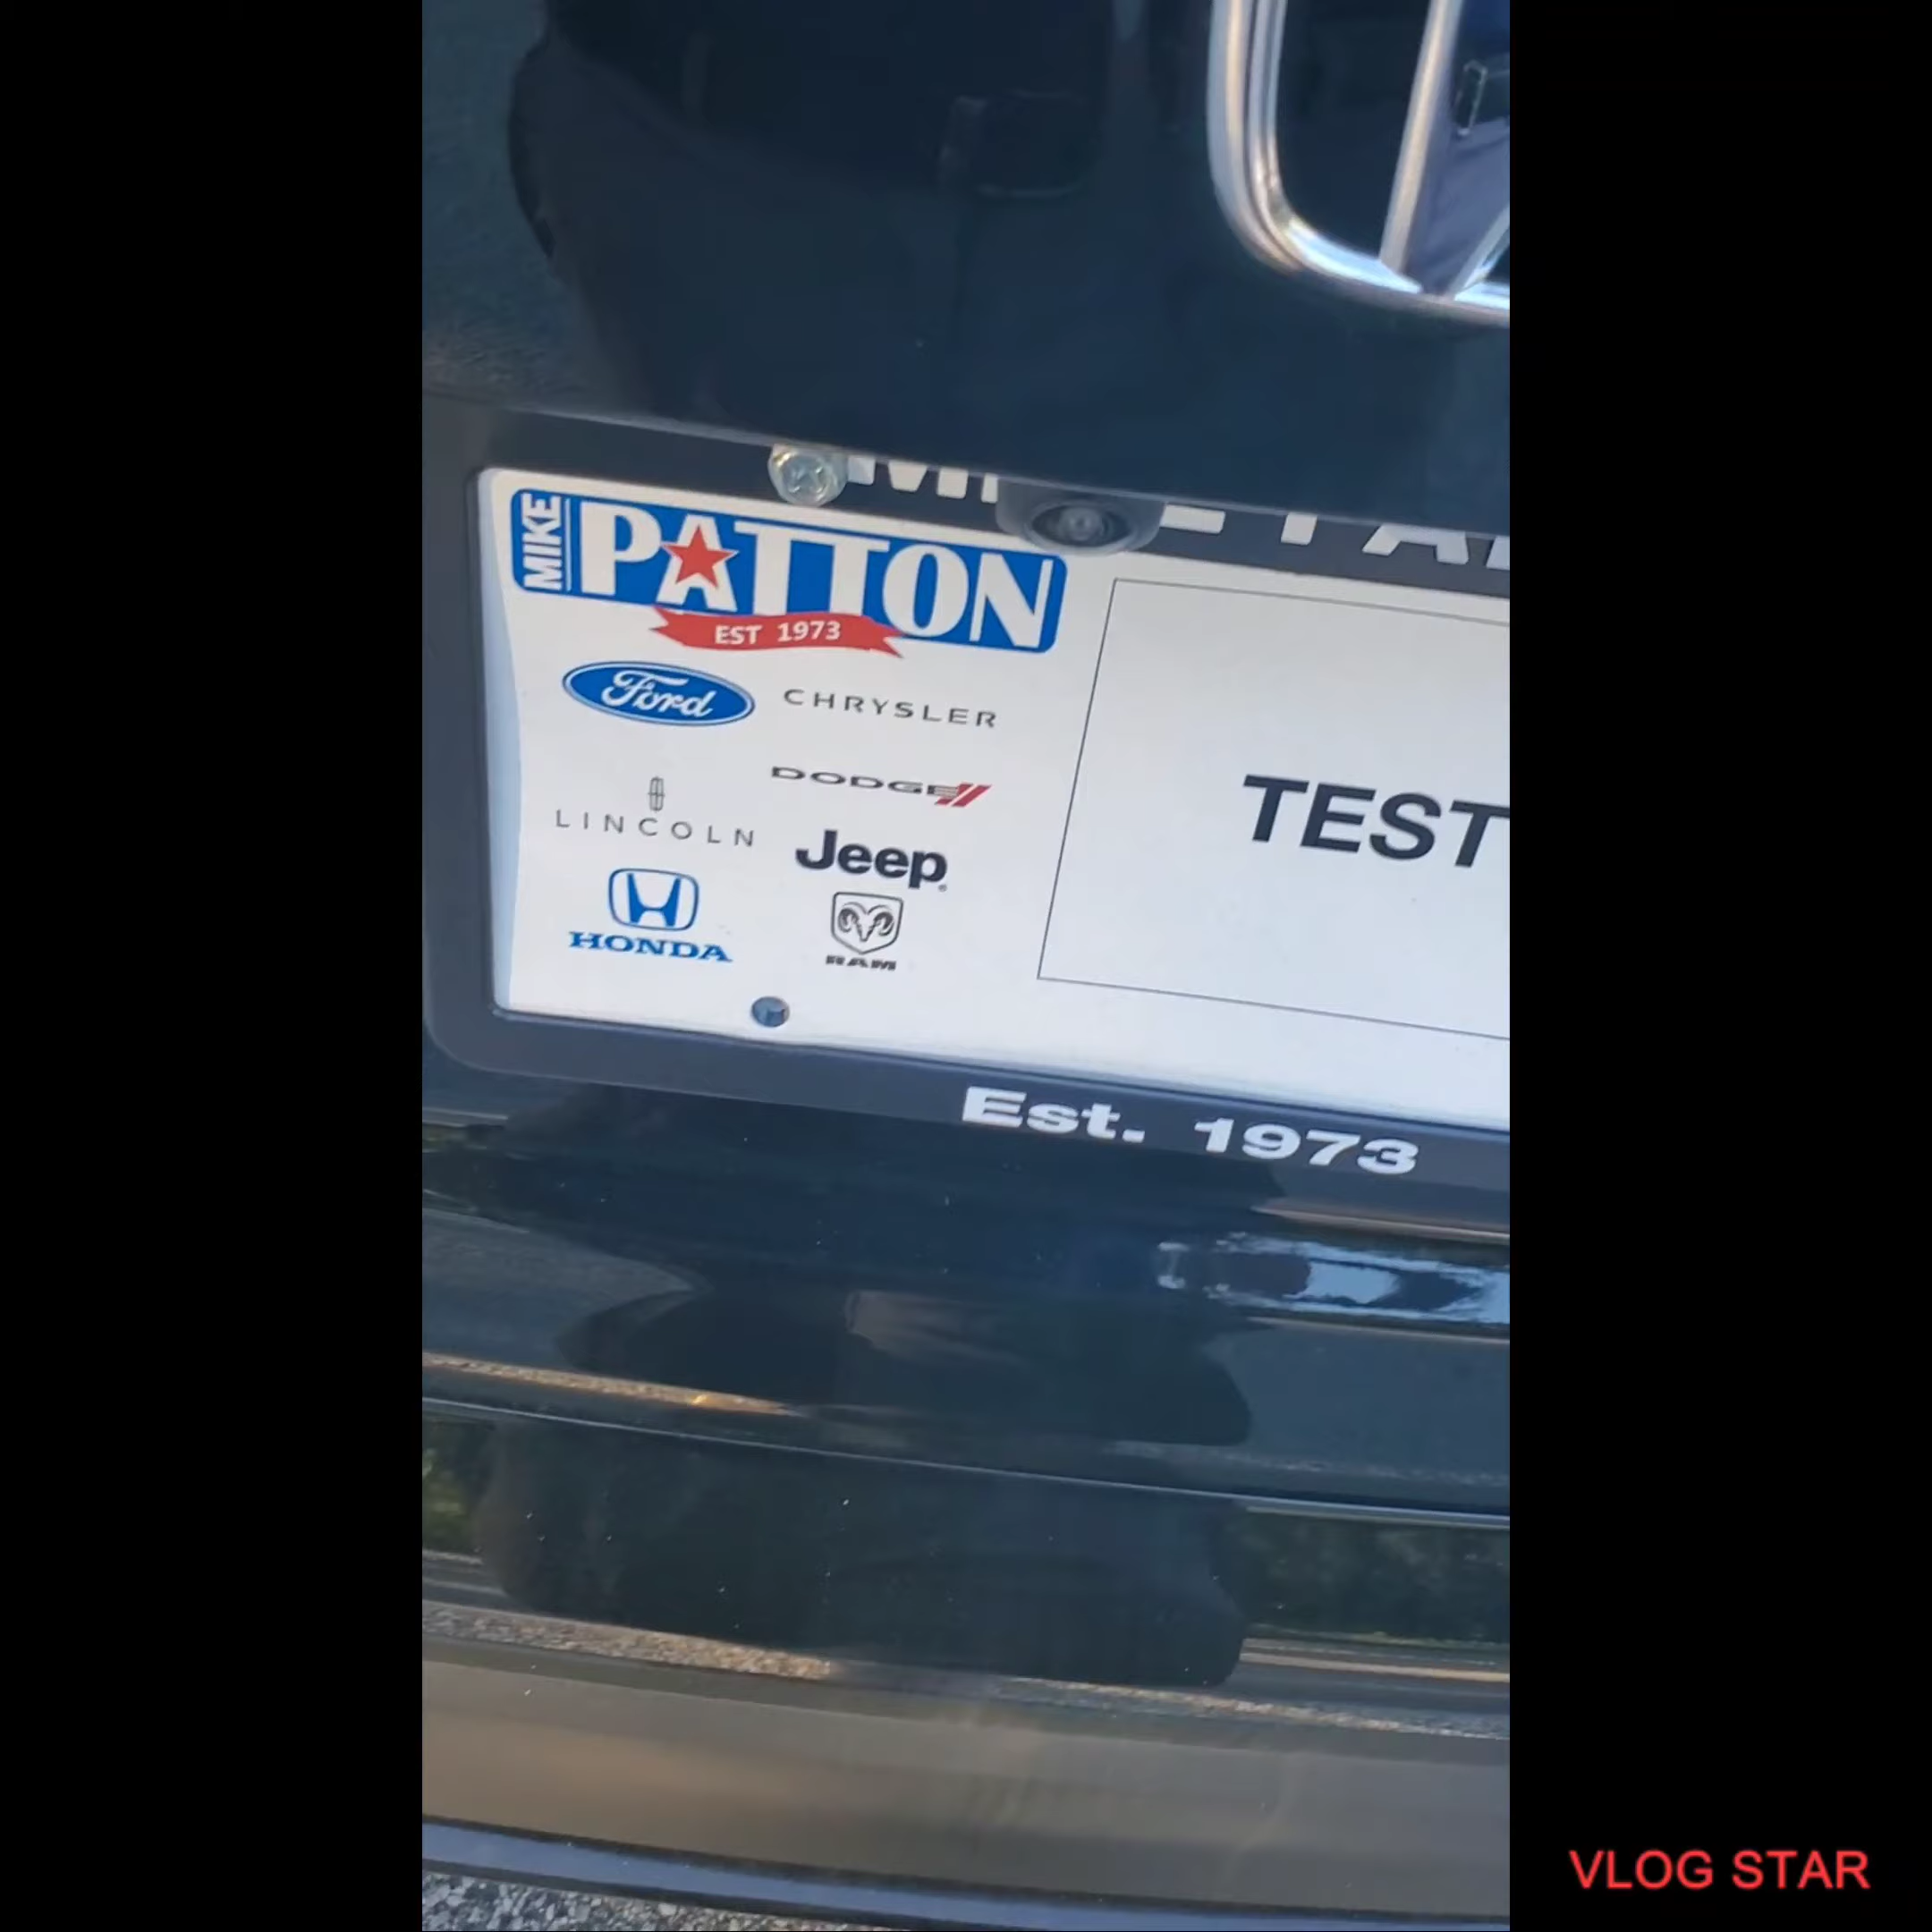 MIKE PATTON
EST 1973
Ford CHRYSLER
DODGE
LINCOLN
Jeep
HONDA
RAM
TEST
Est. 1973
VLOG STAR